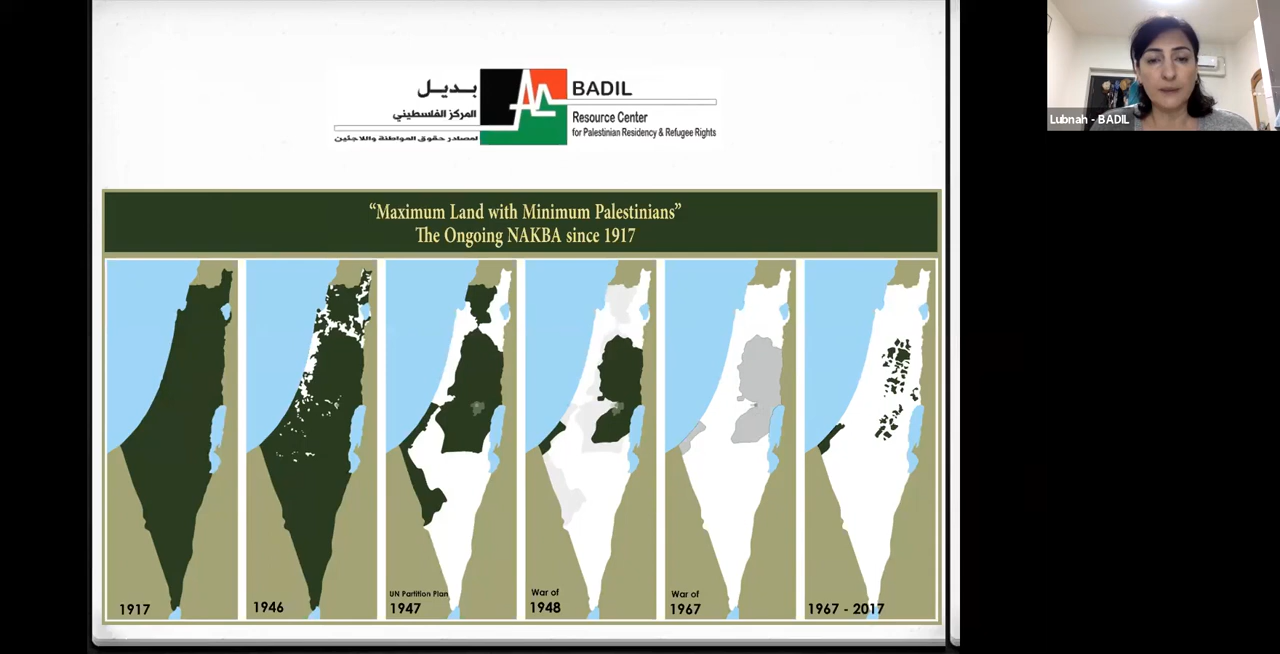 بديل
المركز الفلسطيني
لمصادر حقوق المواطنة واللاجئين
BADIL
Resource Center
for Palestinian Residency & Refugee Rights
Lubnah - BADIL
“Maximum Land with Minimum Palestinians”
The Ongoing NAKBA since 1917
1917
1946
UN Partition Plan
1947
War of
1948
War of
1967
1967 - 2017